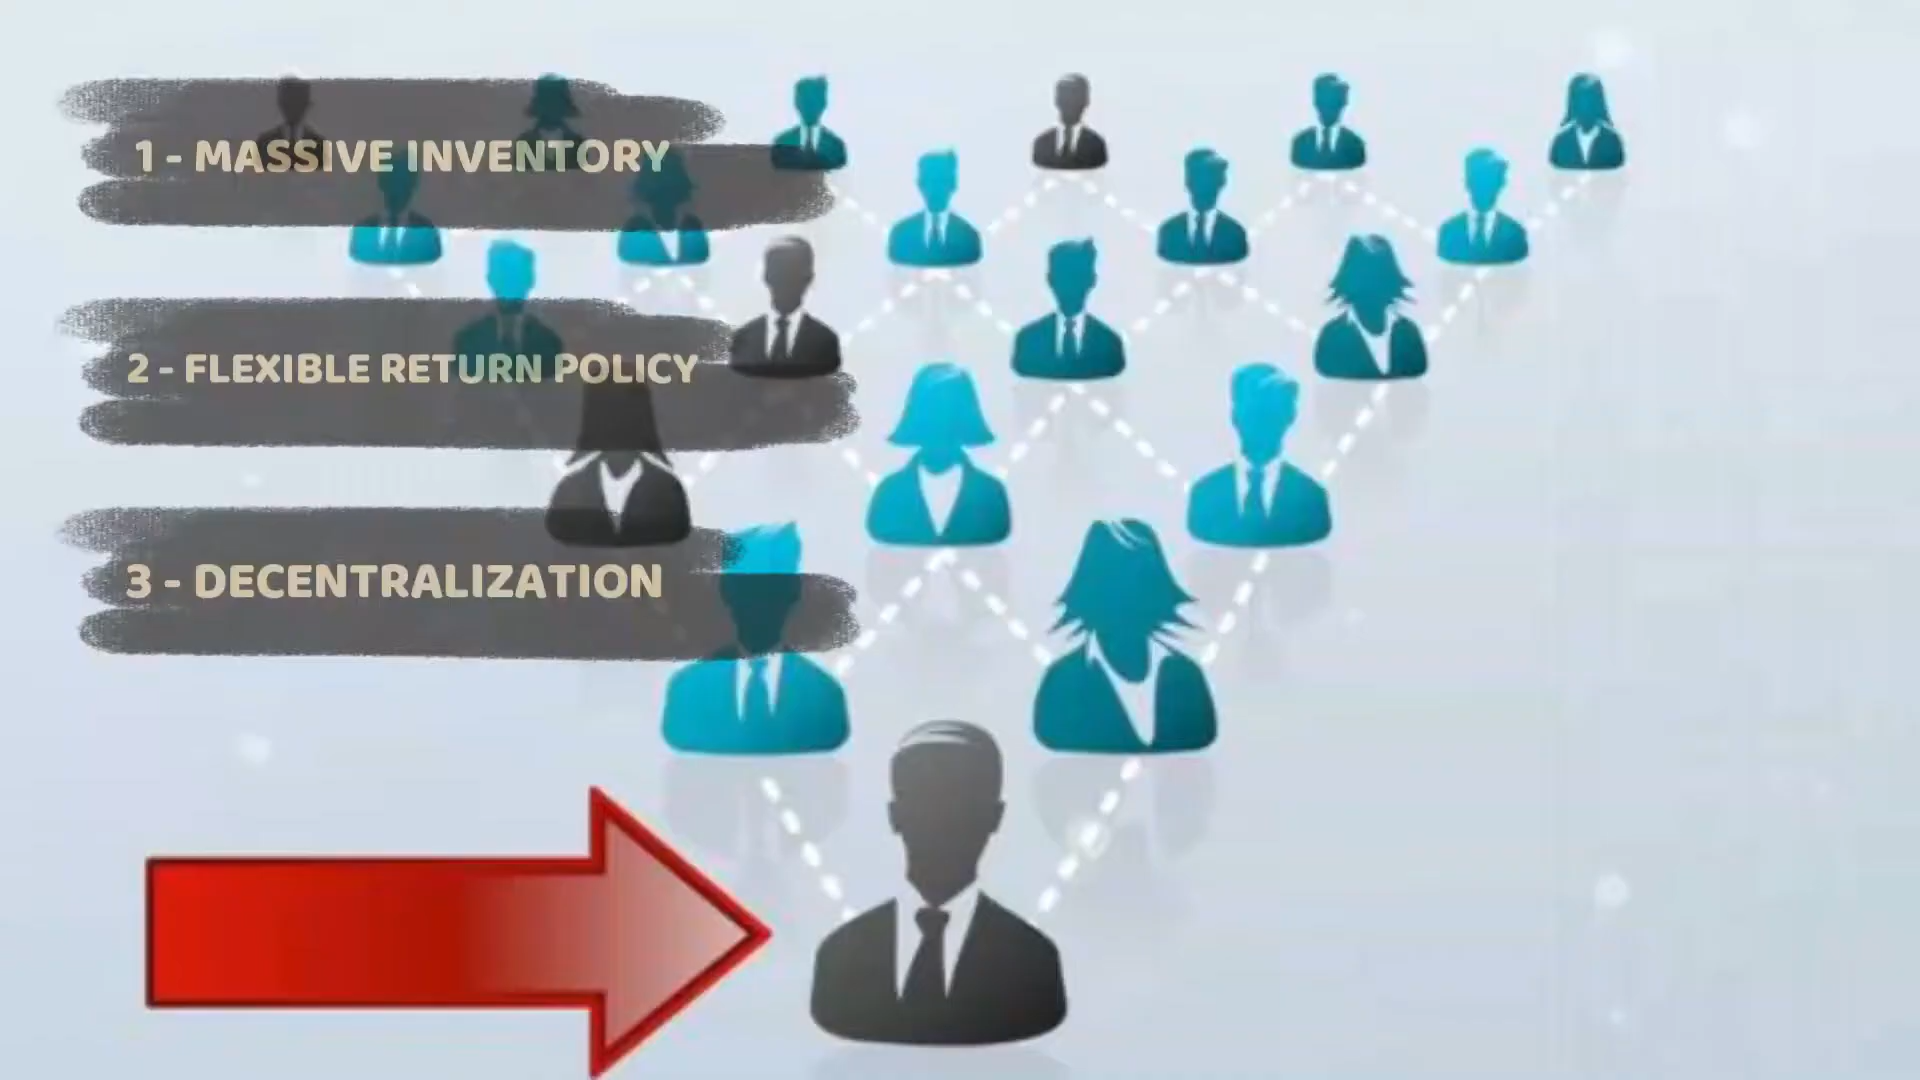 1 - MASSIVE INVENTORY
2 - FLEXIBLE RETURN POLICY
3 - DECENTRALIZATION